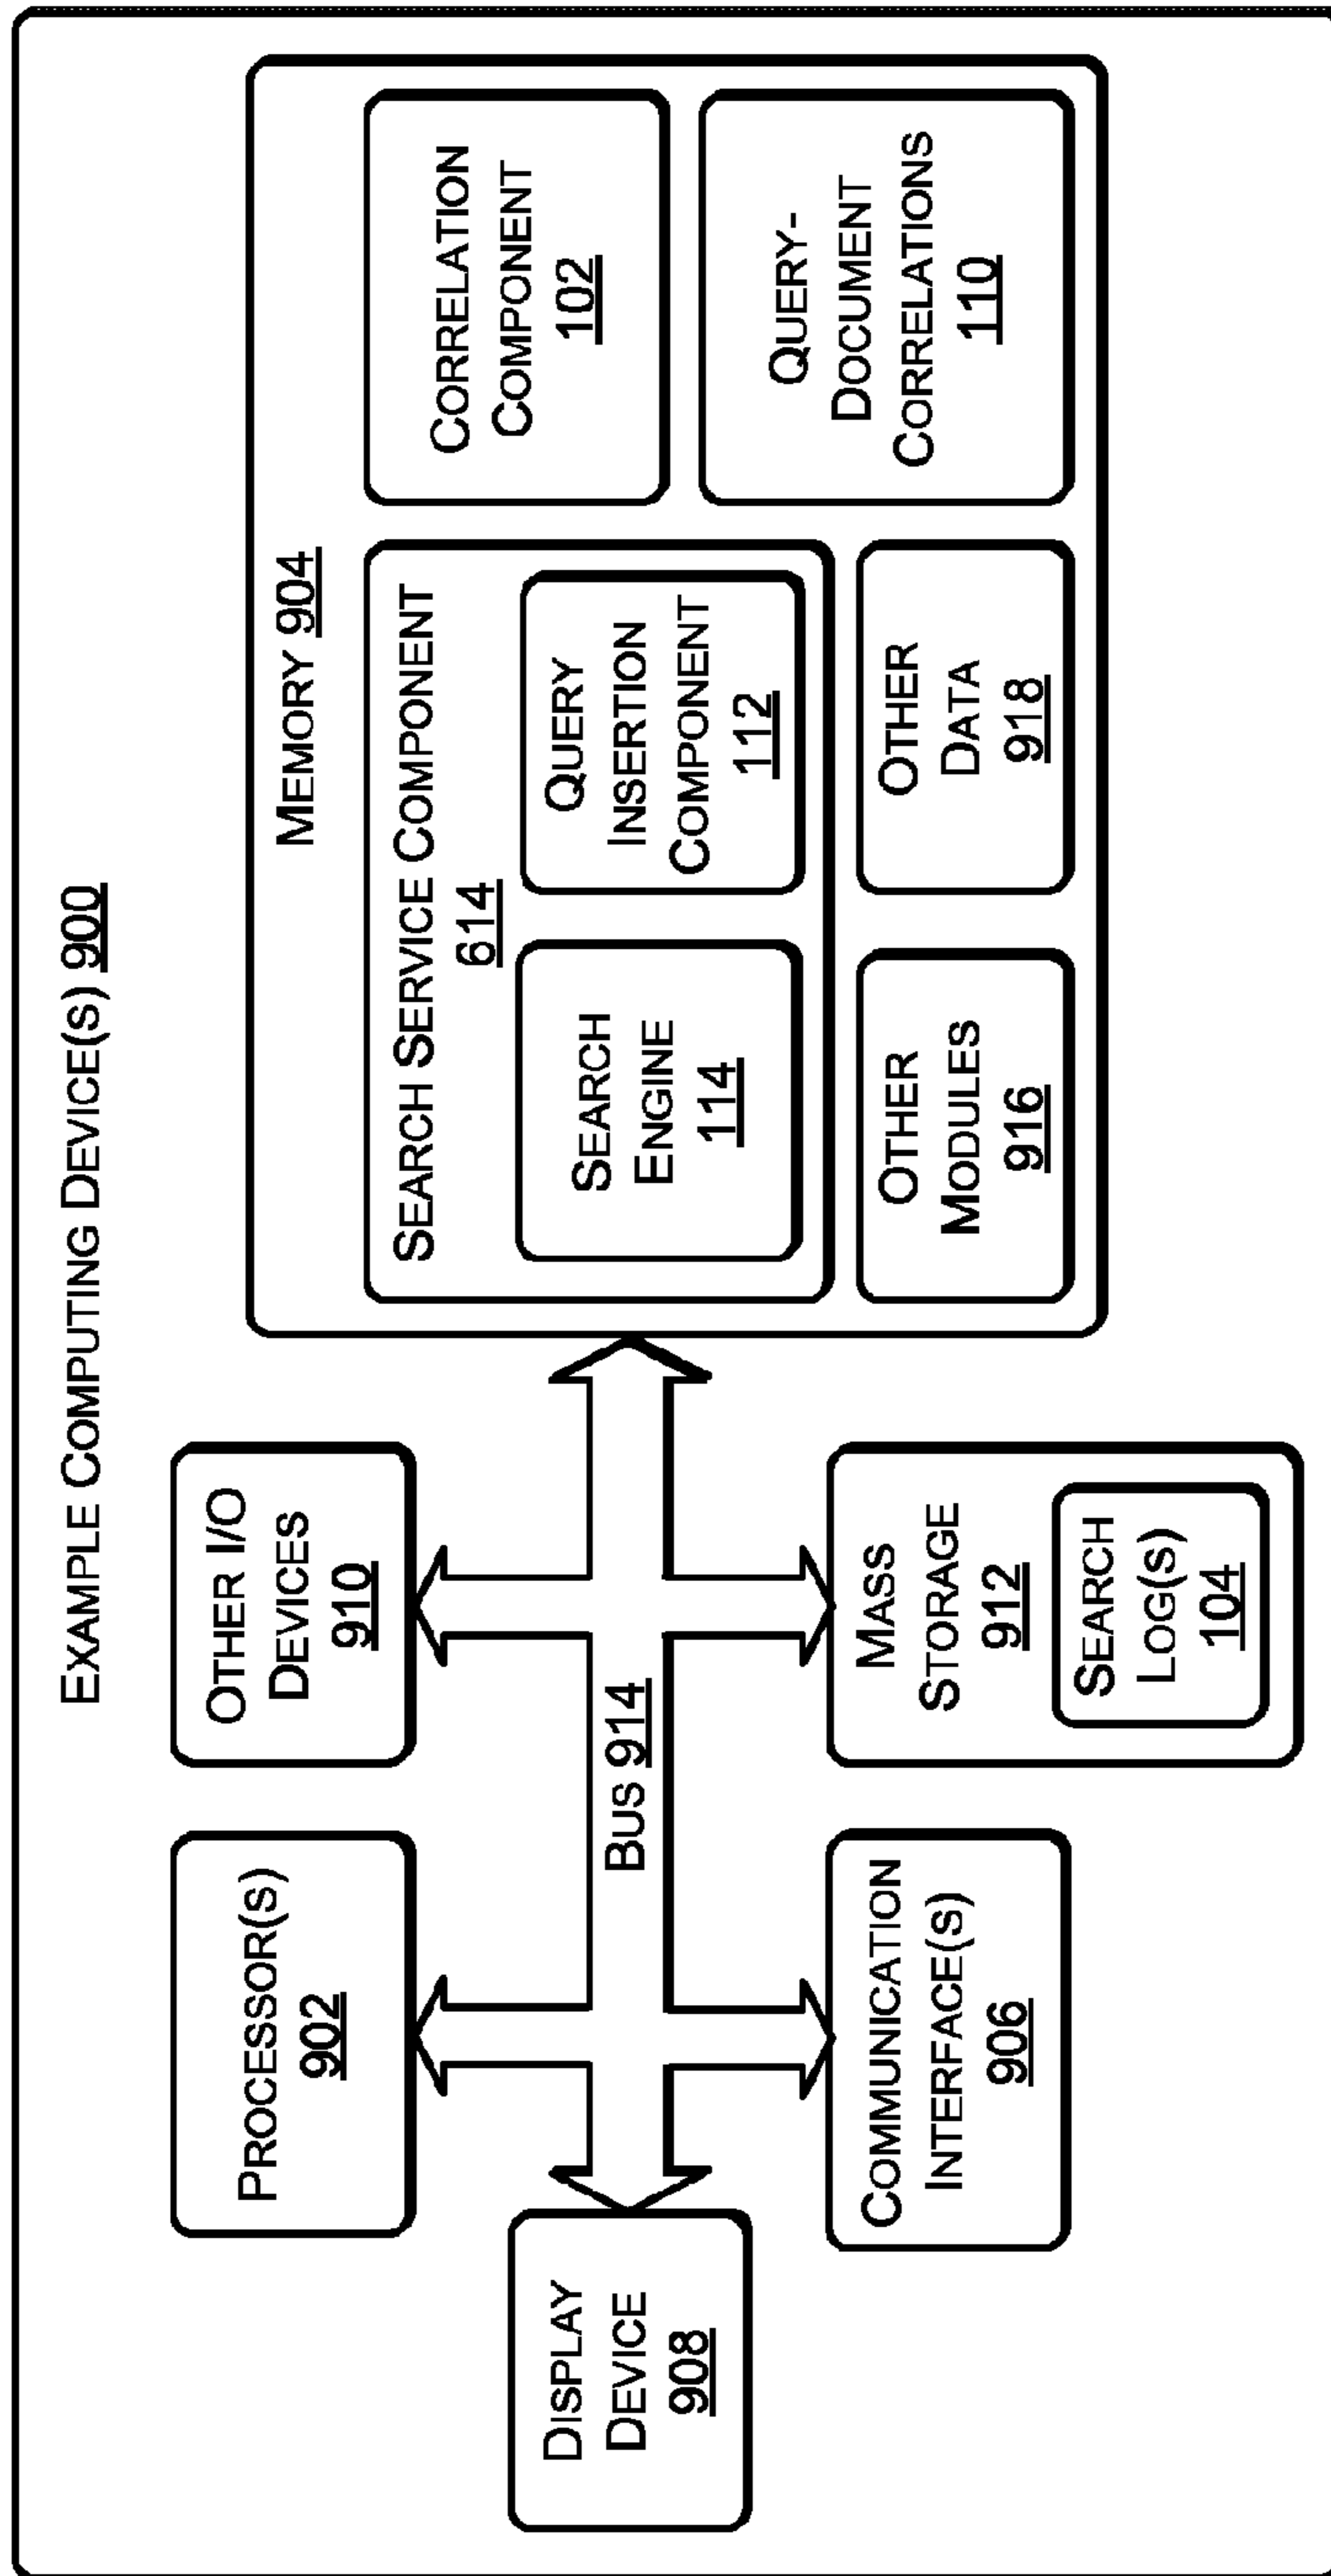 EXAMPLE COMPUTING DEVICE(S) 900
PROCESSOR(S)
902
OTHER I/O
DEVICES
910
DISPLAY
DEVICE
908
BUS 914
COMMUNICATION
INTERFACE(S)
906
MASS
STORAGE
912
SEARCH
LOG(S)
104
MEMORY 904
SEARCH SERVICE COMPONENT
614
SEARCH
ENGINE
114
QUERY
INSERTION
COMPONENT
112
CORRELATION
COMPONENT
102
OTHER
MODULES
916
OTHER
DATA
918
QUERY-
DOCUMENT
CORRELATIONS
110